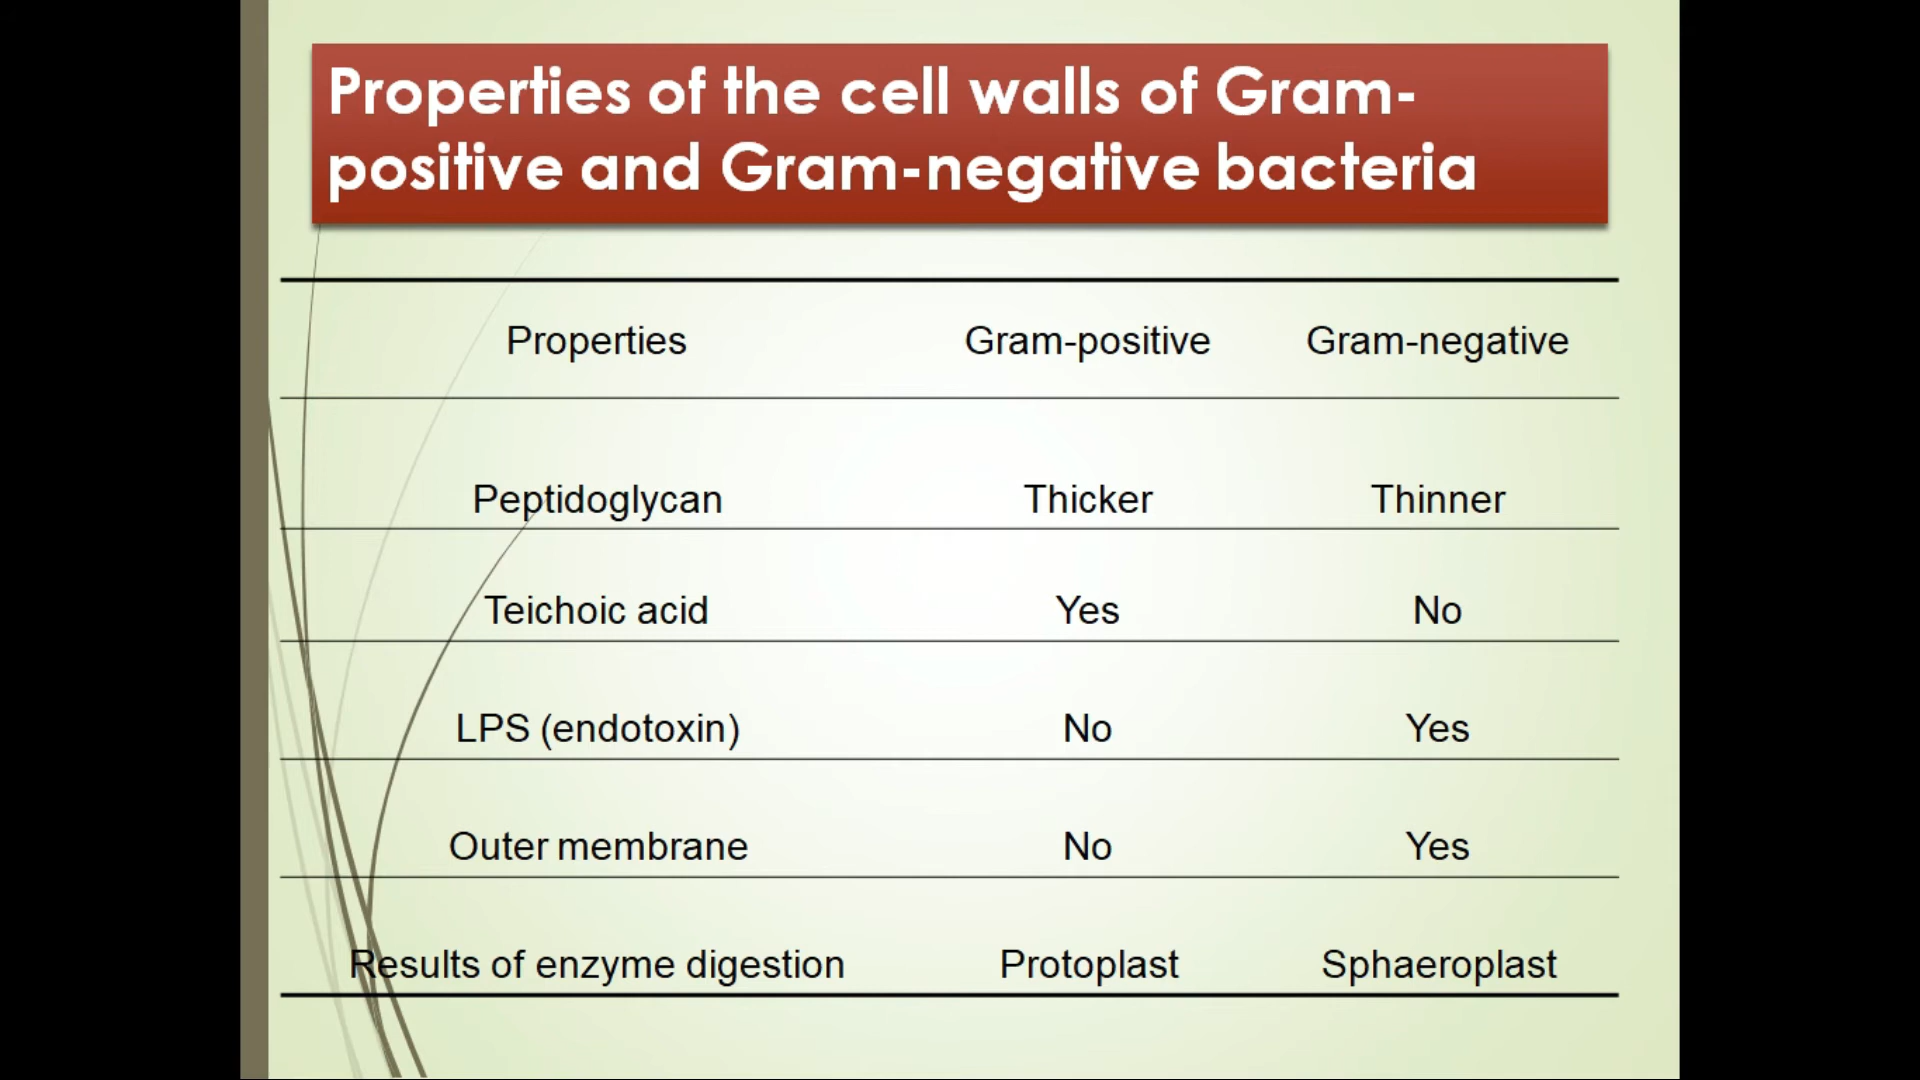 Properties of the cell walls of Gram-
positive and Gram-negative bacteria
Properties Gram-positive Gram-negative
Peptidoglycan Thicker Thinner
Teichoic acid Yes No
LPS (endotoxin) No Yes
Outer membrane No Yes
Results of enzyme digestion Protoplast Sphaeroplast